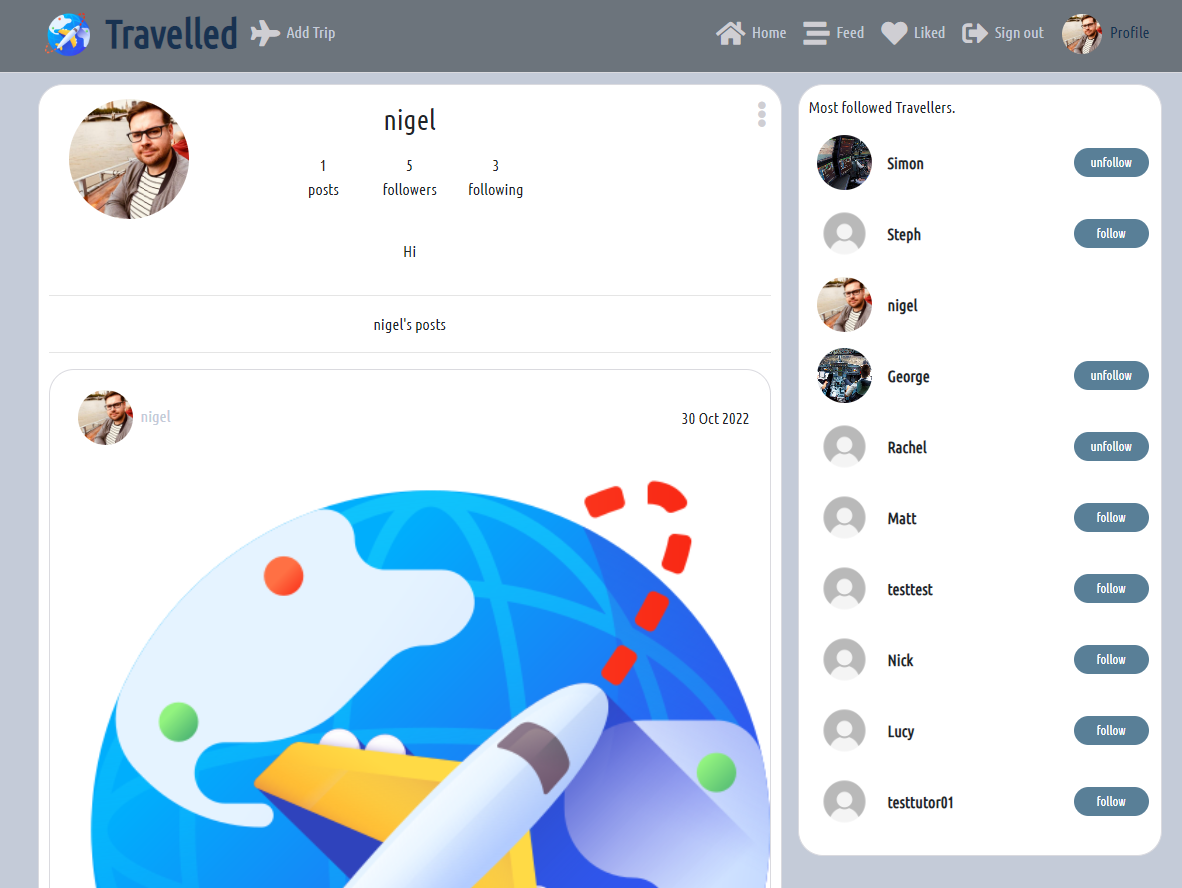 Travelled
Add Trip
Home
Feed
Liked
Sign out
Profile
nigel
1 5 3
posts followers following
Hi
nigel's posts
nigel
30 Oct 2022
Most followed Travellers.
Simon unfollow
Steph follow
nigel
George unfollow
Rachel unfollow
Matt follow
testtest follow
Nick follow
Lucy follow
testtutor01 follow